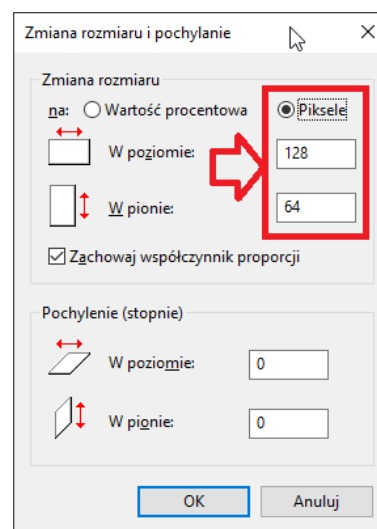 Zmiana rozmiaru i pochylanie
Zmiana rozmiaru
na: Wartość procentowa Piksele
W poziomie: 128
W pionie: 64
Zachowaj współczynnik proporcji
Pochylenie (stopnie)
W poziomie: 0
W pionie: 0
OK Anuluj